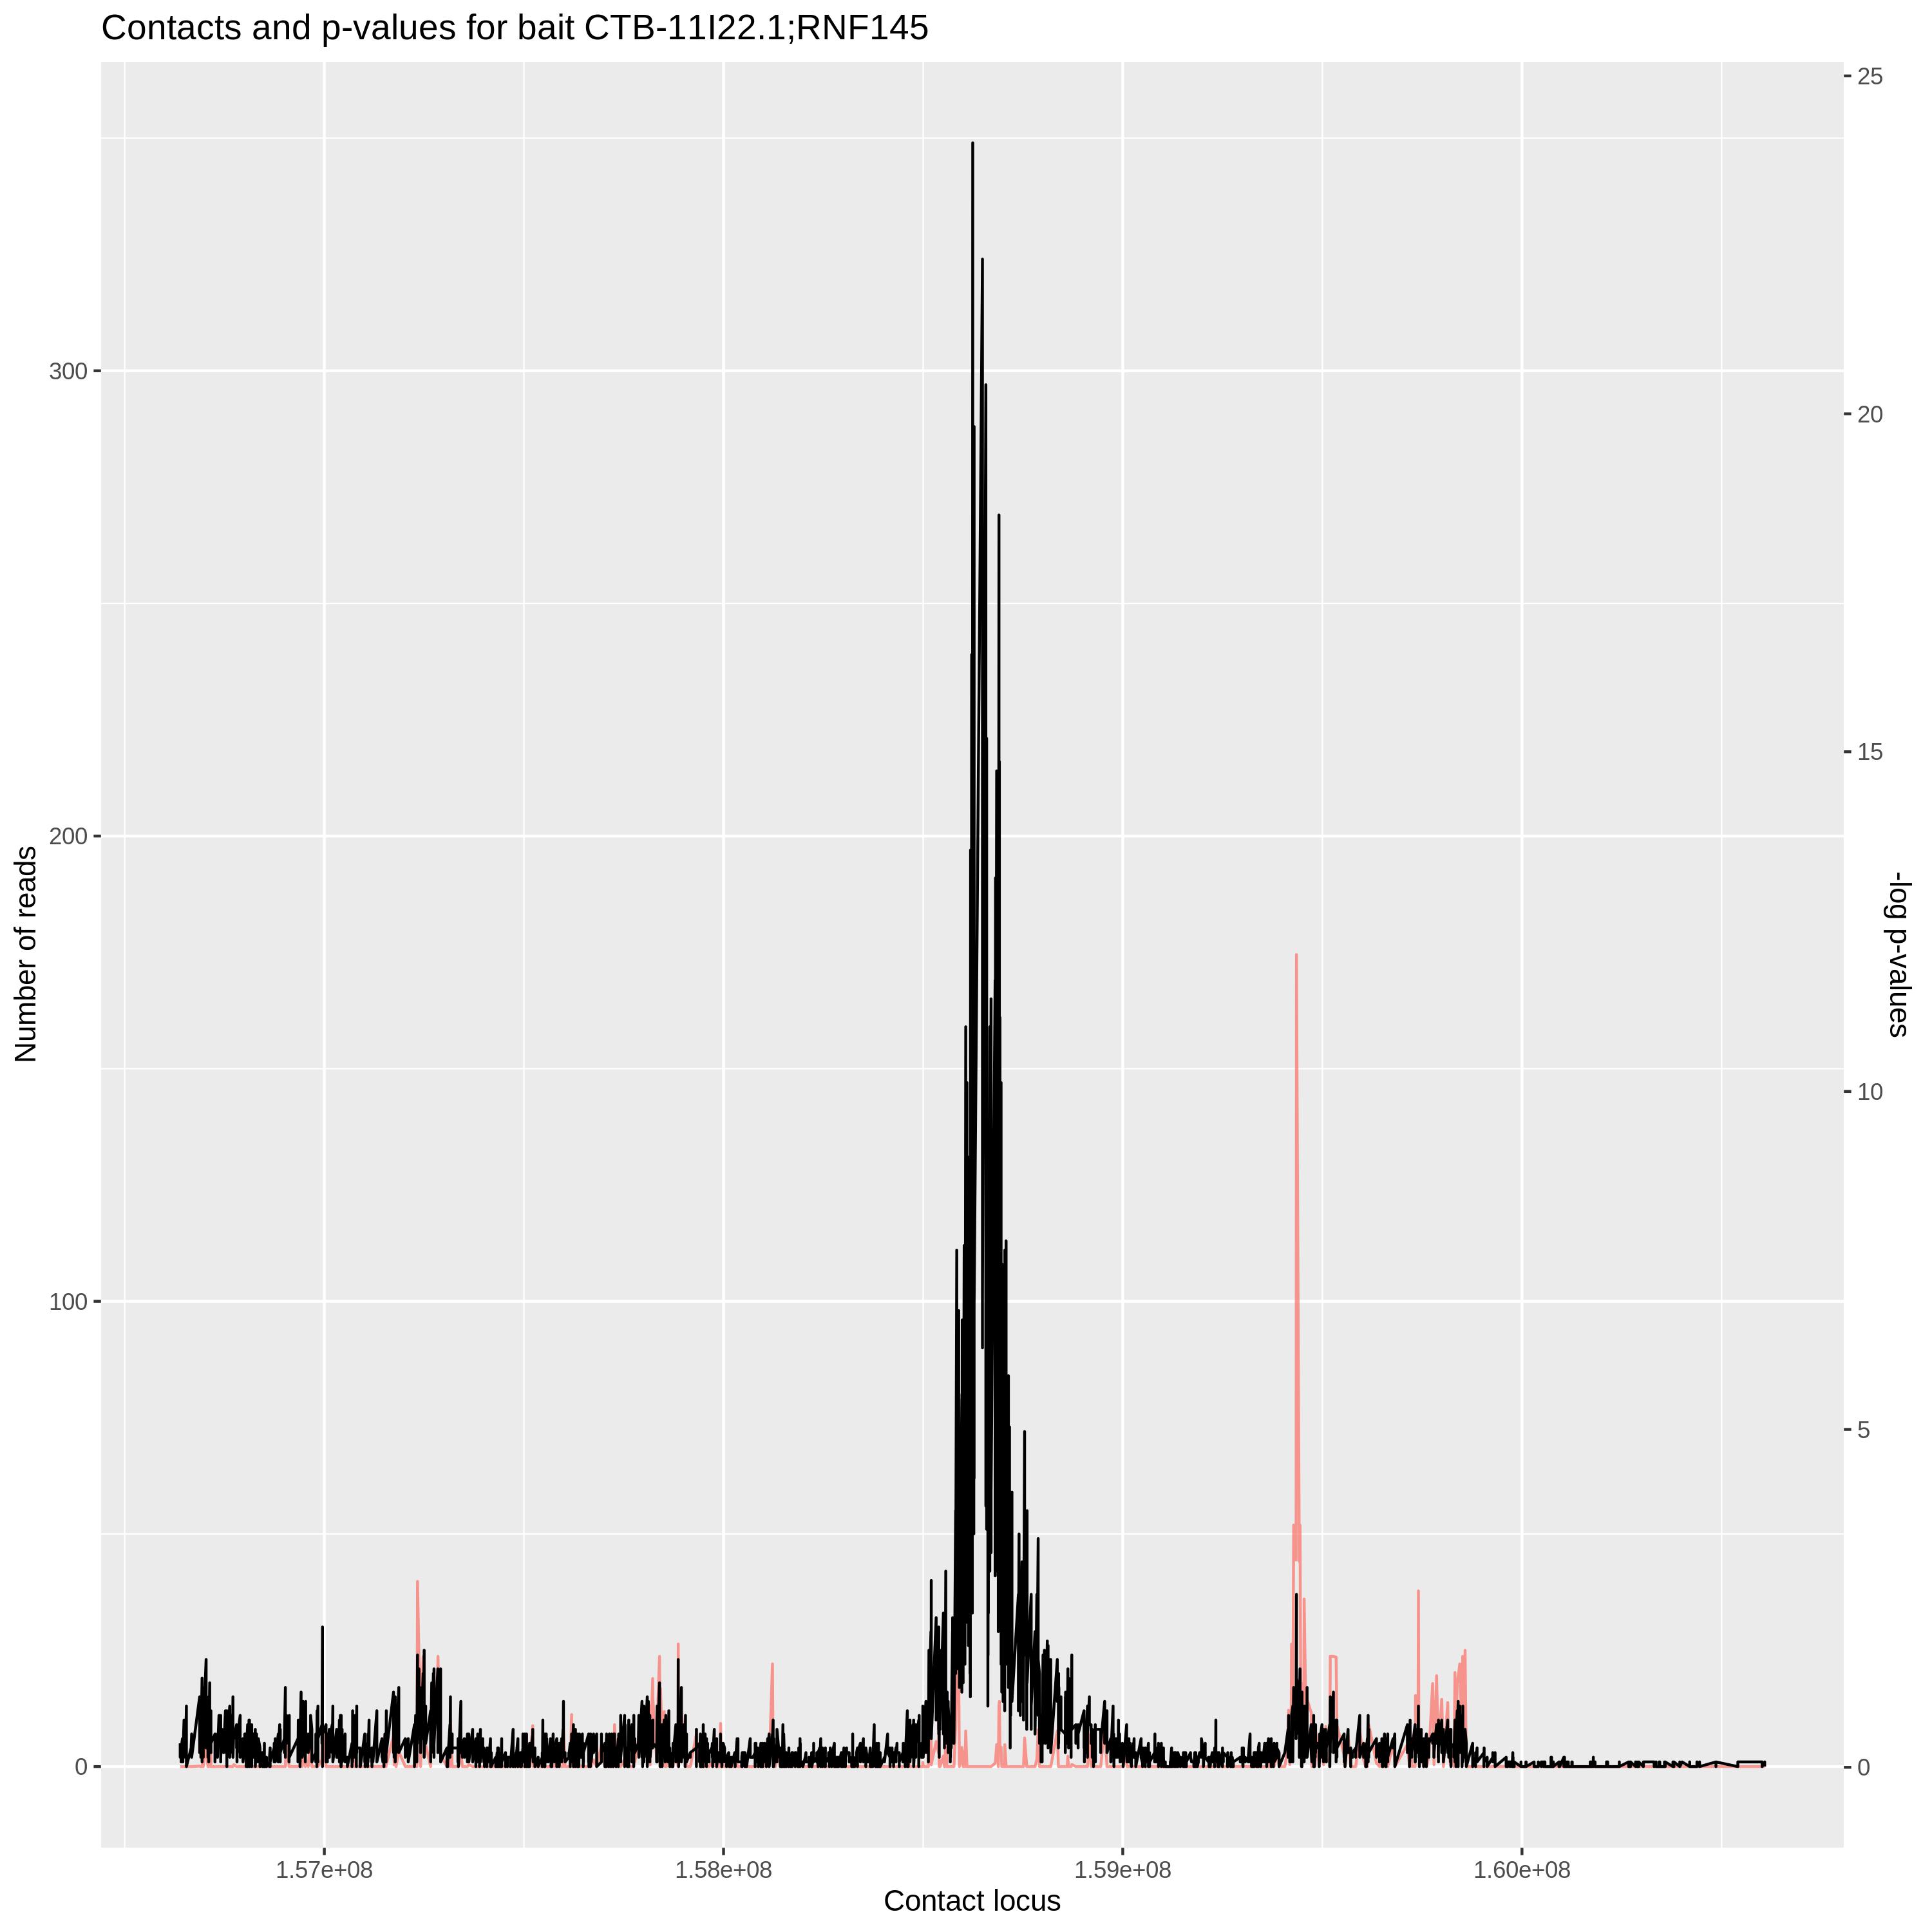 Contacts and p-values for bait CTB-11I22.1;RNF145
Number of reads
300
200
100
0
25
20
15
10
5
0
-log p-values
1.57e+08
1.58e+08
1.59e+08
1.60e+08
Contact locus